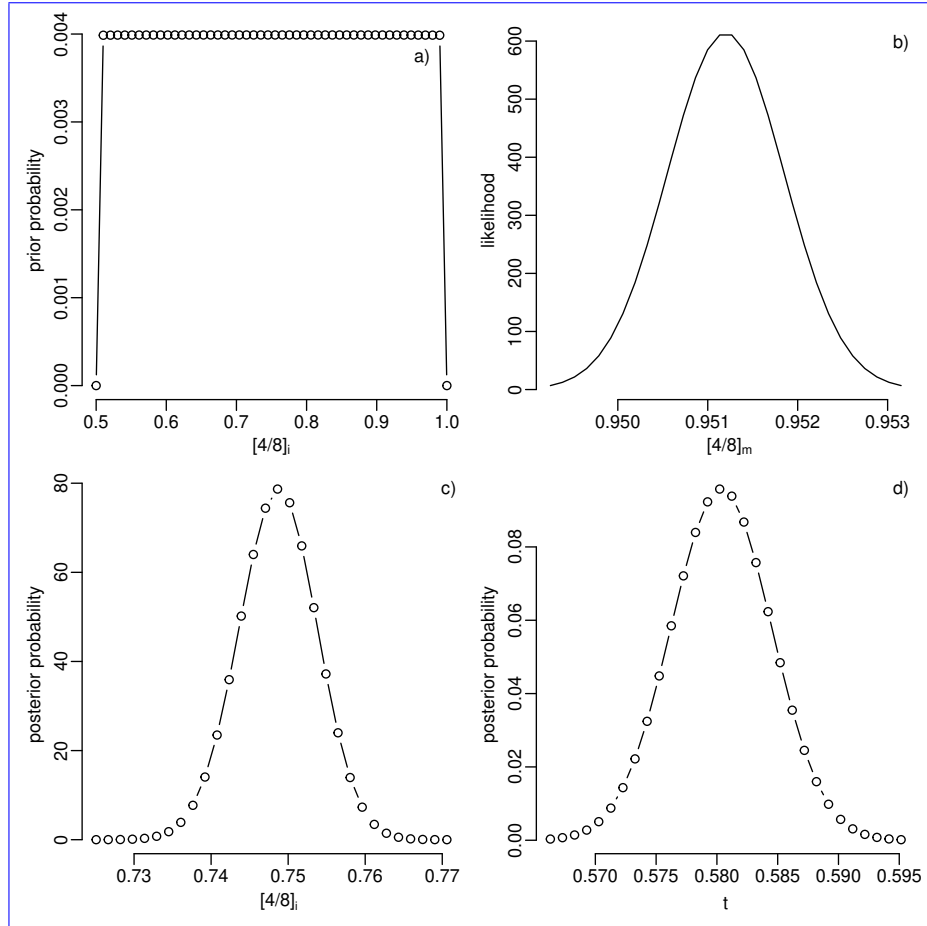 a)
prior probability
0.004
0.003
0.002
0.001
0.000
0.5 0.6 0.7 0.8 0.9 1.0
[4/8]i
b)
likelihood
600
500
400
300
200
100
0
0.950 0.951 0.952 0.953
[4/8]m
c)
posterior probability
80
60
40
20
0
0.73 0.74 0.75 0.76 0.77
[4/8]i
d)
posterior probability
0.08
0.06
0.04
0.02
0.00
0.570 0.575 0.580 0.585 0.590 0.595
t